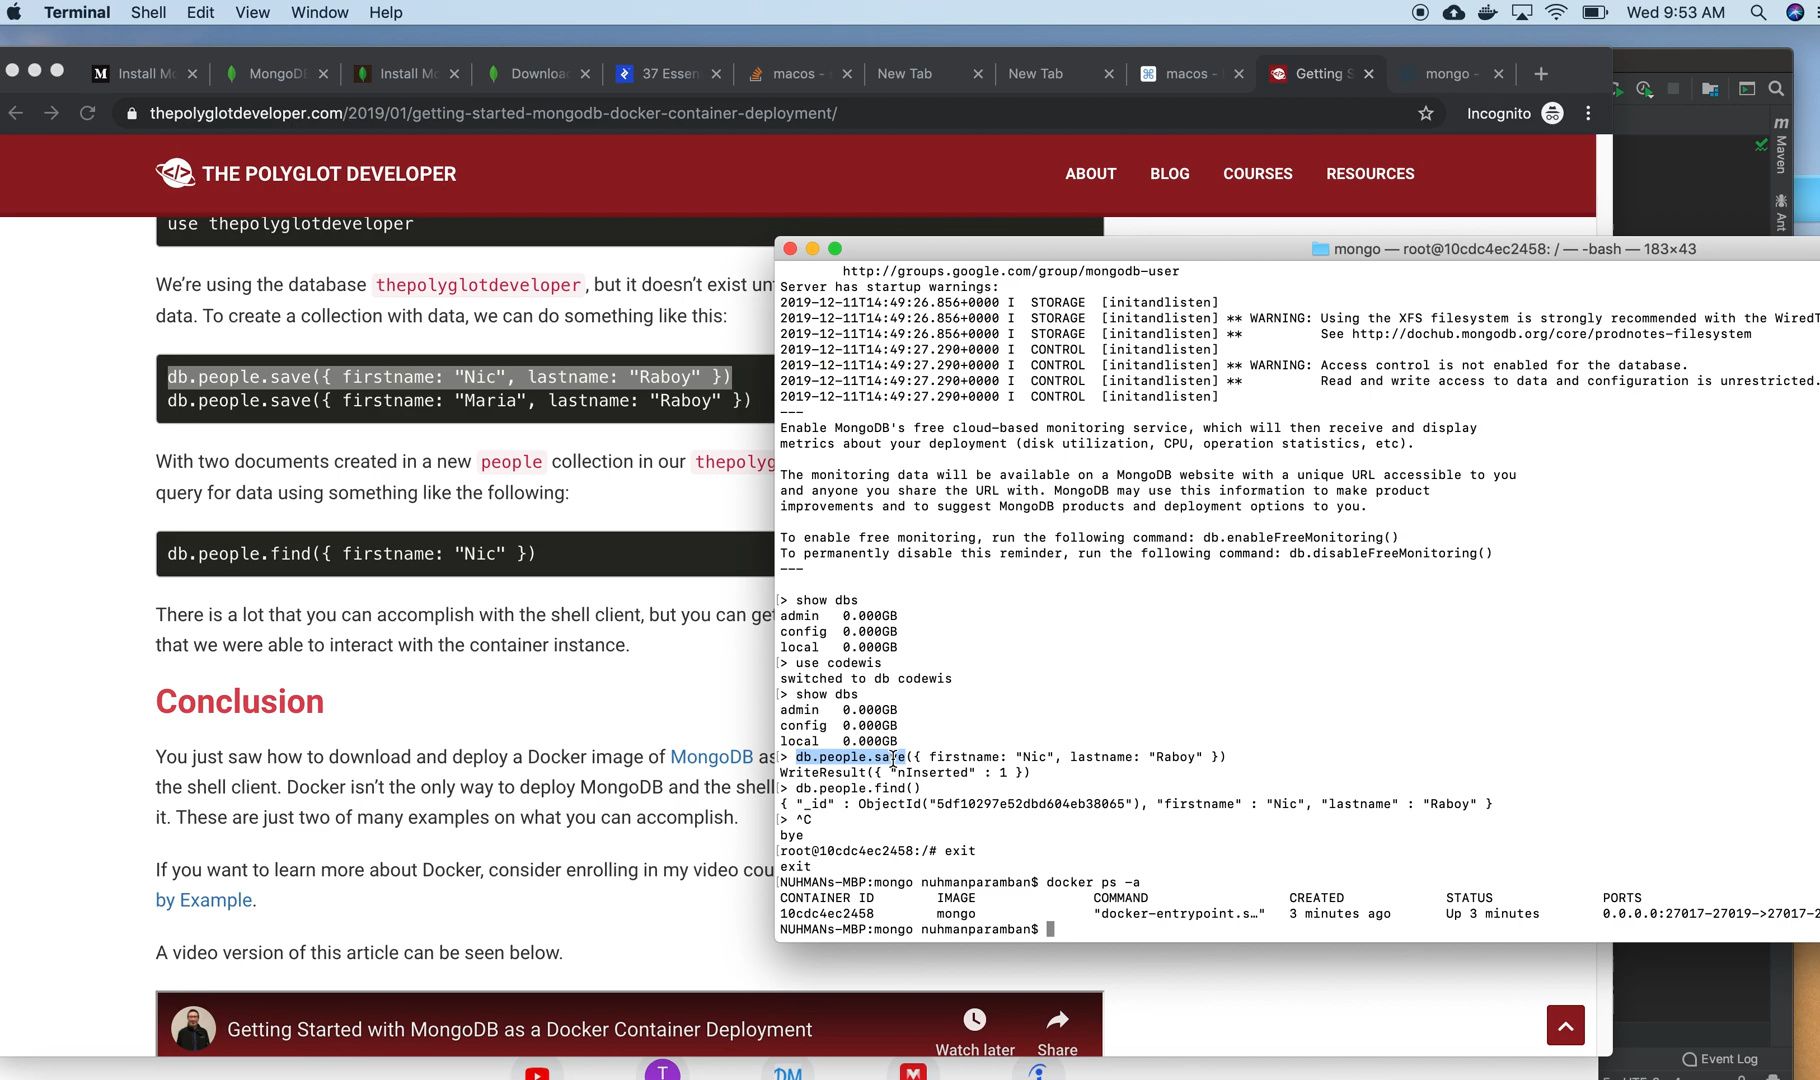 Terminal Shell Edit View Window Help
Wed 9:53 AM
Install Mo
MongoDB
Install Mo
Download
37 Essen
macos - s
New Tab
New Tab
macos -
Getting S
mongo -
thepolyglotdeveloper.com/2019/01/getting-started-mongodb-docker-container-deployment/
Incognito
Maven
Ant
THE POLYGLOT DEVELOPER
ABOUT BLOG COURSES RESOURCES
use thepolyglotdeveloper
We're using the database thepolyglotdeveloper, but it doesn't exist un
data. To create a collection with data, we can do something like this:
db.people.save({ firstname: "Nic", lastname: "Raboy" })
db.people.save({ firstname: "Maria", lastname: "Raboy" })
With two documents created in a new people collection in our thepolyg
query for data using something like the following:
db.people.find({ firstname: "Nic" })
There is a lot that you can accomplish with the shell client, but you can ge
that we were able to interact with the container instance.
Conclusion
You just saw how to download and deploy a Docker image of MongoDB as
the shell client. Docker isn't the only way to deploy MongoDB and the shell
it. These are just two of many examples on what you can accomplish.
If you want to learn more about Docker, consider enrolling in my video cou
by Example.
A video version of this article can be seen below.
Getting Started with MongoDB as a Docker Container Deployment
Watch later
Share
mongo — root@10cdc4ec2458: / — -bash — 183×43
http://groups.google.com/group/mongodb-user
Server has startup warnings:
2019-12-11T14:49:26.856+0000 I STORAGE [initandlisten]
2019-12-11T14:49:26.856+0000 I STORAGE [initandlisten] ** WARNING: Using the XFS filesystem is strongly recommended with the WiredT
2019-12-11T14:49:26.856+0000 I STORAGE [initandlisten] ** See http://dochub.mongodb.org/core/prodnotes-filesystem
2019-12-11T14:49:27.290+0000 I CONTROL [initandlisten]
2019-12-11T14:49:27.290+0000 I CONTROL [initandlisten] ** WARNING: Access control is not enabled for the database.
2019-12-11T14:49:27.290+0000 I CONTROL [initandlisten] ** Read and write access to data and configuration is unrestricted.
2019-12-11T14:49:27.290+0000 I CONTROL [initandlisten]
---
Enable MongoDB's free cloud-based monitoring service, which will then receive and display
metrics about your deployment (disk utilization, CPU, operation statistics, etc).
The monitoring data will be available on a MongoDB website with a unique URL accessible to you
and anyone you share the URL with. MongoDB may use this information to make product
improvements and to suggest MongoDB products and deployment options to you.
To enable free monitoring, run the following command: db.enableFreeMonitoring()
To permanently disable this reminder, run the following command: db.disableFreeMonitoring()
---
> show dbs
admin 0.000GB
config 0.000GB
local 0.000GB
> use codewis
switched to db codewis
> show dbs
admin 0.000GB
config 0.000GB
local 0.000GB
> db.people.save({ firstname: "Nic", lastname: "Raboy" })
WriteResult({ "nInserted" : 1 })
> db.people.find()
{ "_id" : ObjectId("5df10297e52dbd604eb38065"), "firstname" : "Nic", "lastname" : "Raboy" }
> ^C
bye
root@10cdc4ec2458:/# exit
exit
NUHMANs-MBP:mongo nuhmanparamban$ docker ps -a
CONTAINER ID IMAGE COMMAND CREATED STATUS PORTS
10cdc4ec2458 mongo "docker-entrypoint.s…" 3 minutes ago Up 3 minutes 0.0.0.0:27017-27019->27017-2
NUHMANs-MBP:mongo nuhmanparamban$
Event Log
T
DM